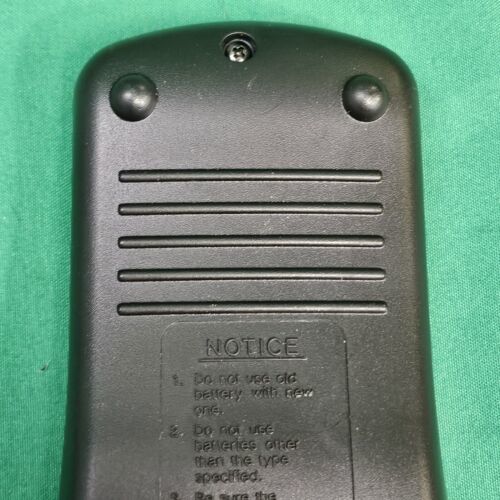 NOTICE
1. Do not use old
battery with new
one.
2. Do not use
batteries other
than the type
specified.
3 Be sure the